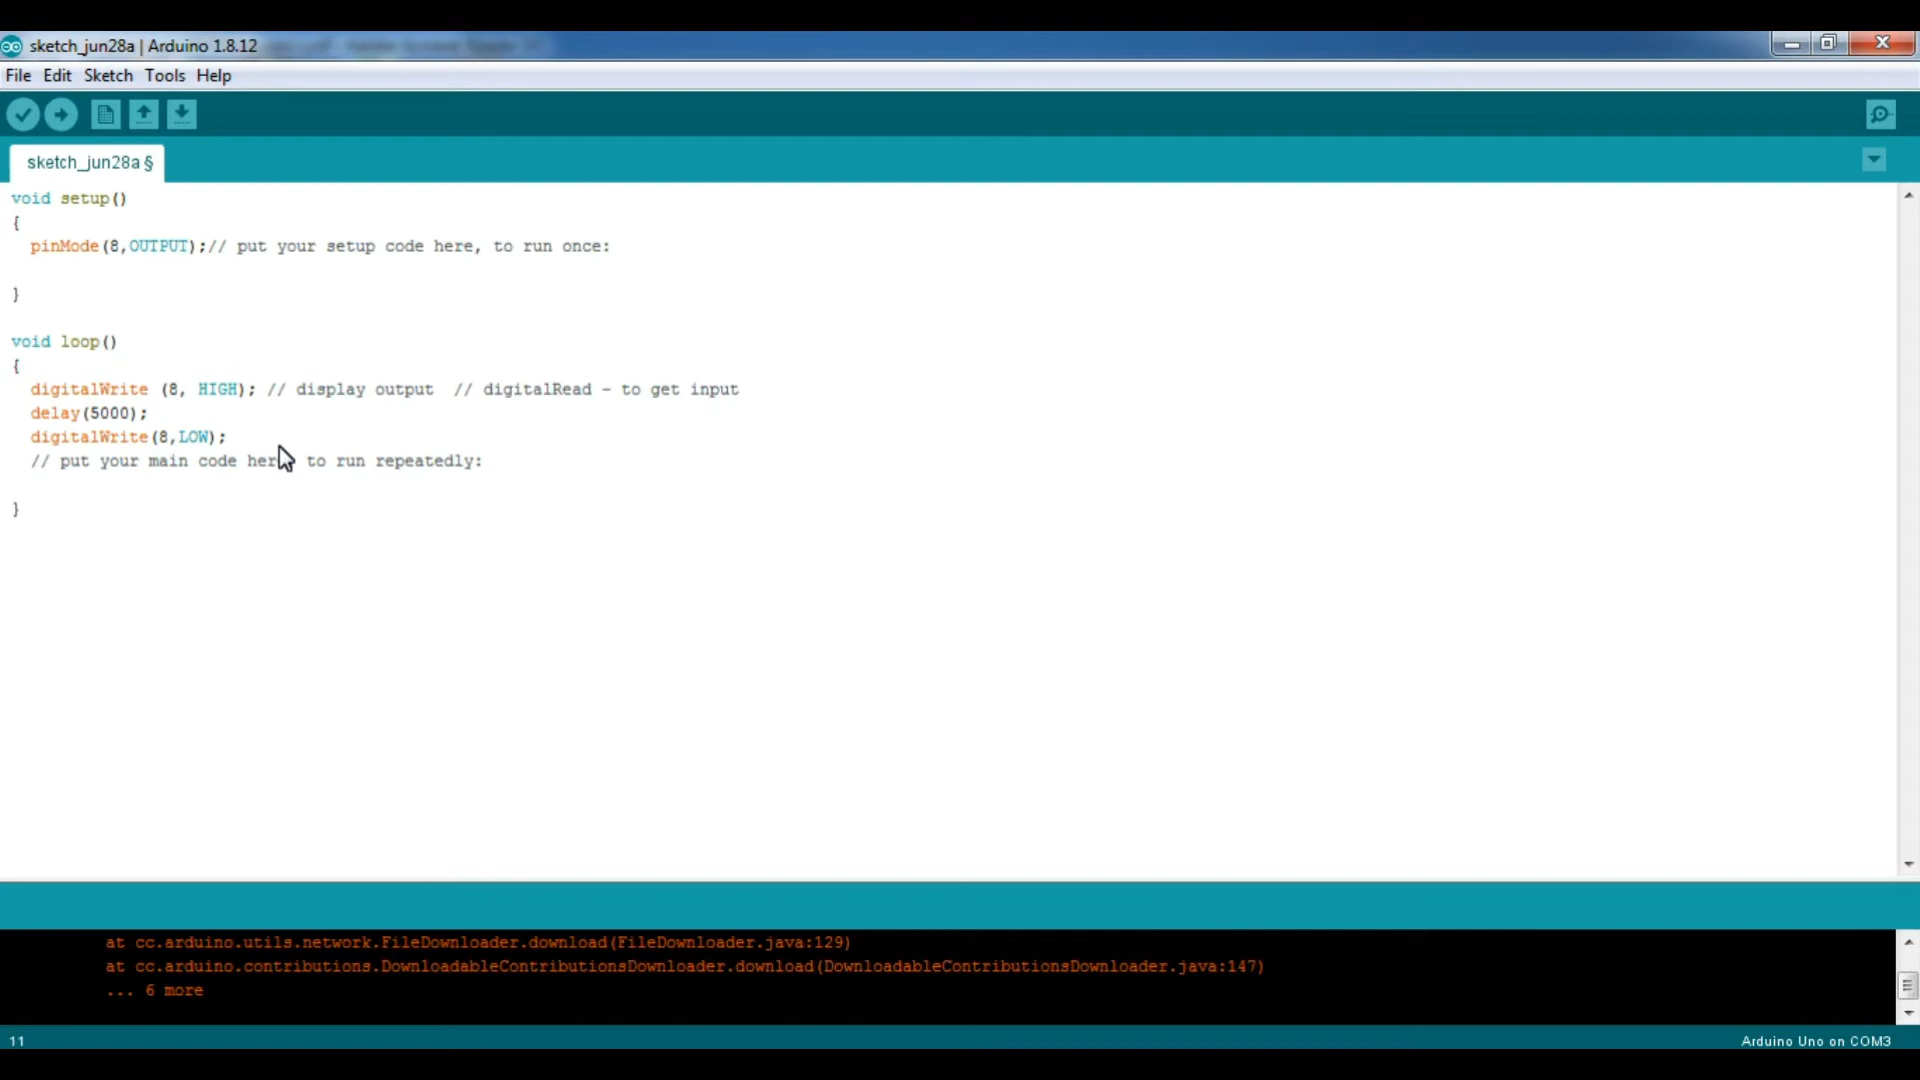 sketch_jun28a | Arduino 1.8.12
File Edit Sketch Tools Help
sketch_jun28a §
void setup()
{
pinMode(8,OUTPUT);// put your setup code here, to run once:
}
void loop()
{
digitalWrite (8, HIGH); // display output // digitalRead - to get input
delay(5000);
digitalWrite(8,LOW);
// put your main code here, to run repeatedly:
}
at cc.arduino.utils.network.FileDownloader.download(FileDownloader.java:129)
at cc.arduino.contributions.DownloadableContributionsDownloader.download(DownloadableContributionsDownloader.java:147)
... 6 more
11
Arduino Uno on COM3